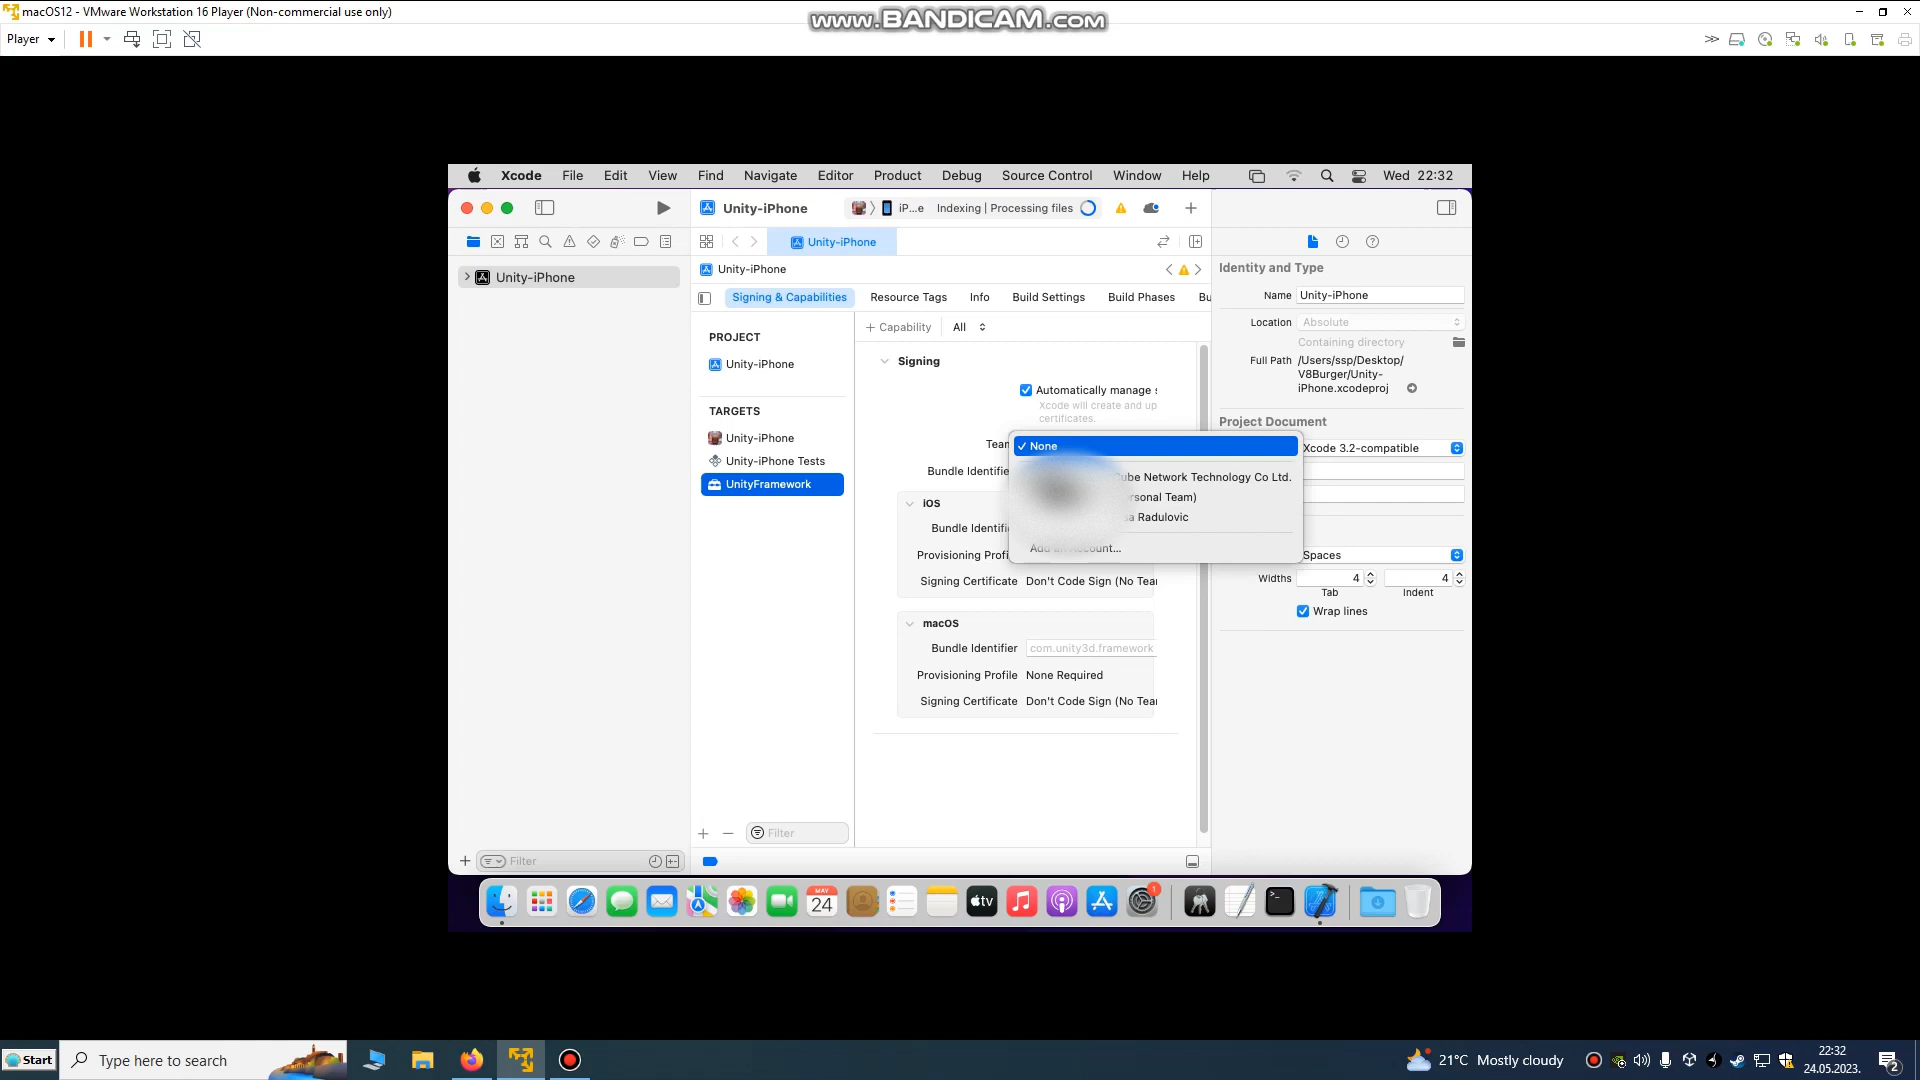 macOS12 - VMware Workstation 16 Player (Non-commercial use only)
www.BANDICAM.com
Player
Xcode File Edit View Find Navigate Editor Product Debug Source Control Window Help Wed 22:32
Unity-iPhone iP...e Indexing | Processing files
Unity-iPhone
Unity-iPhone
Unity-iPhone
Signing & Capabilities Resource Tags Info Build Settings Build Phases Bu
+ Capability All
PROJECT
Unity-iPhone
TARGETS
Unity-iPhone
Unity-iPhone Tests
UnityFramework
Filter
Signing
Automatically manage s
Xcode will create and up
certificates.
Team
None
ube Network Technology Co Ltd.
rsonal Team)
Radulovic
Add an Account...
Bundle Identifie
iOS
Bundle Identifi
Provisioning Profi
Signing Certificate Don't Code Sign (No Tea
macOS
Bundle Identifier com.unity3d.framework
Provisioning Profile None Required
Signing Certificate Don't Code Sign (No Tea
Identity and Type
Name Unity-iPhone
Location Absolute
Containing directory
Full Path /Users/ssp/Desktop/
V8Burger/Unity-
iPhone.xcodeproj
Project Document
Xcode 3.2-compatible
Spaces
Widths 4 4
Tab Indent
Wrap lines
Filter
MAY
24
tv
1
Start
Type here to search
21°C Mostly cloudy
22:32
24.05.2023.
2